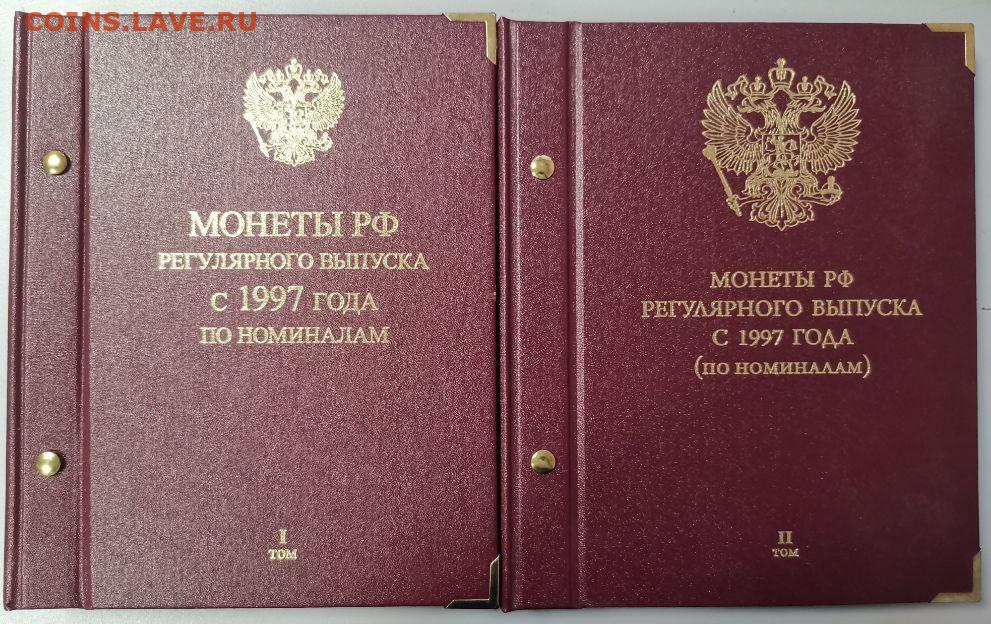 COINS.LAVE.RU
МОНЕТЫ РФ
РЕГУЛЯРНОГО ВЫПУСКА
С 1997 ГОДА
ПО НОМИНАЛАМ
I
ТОМ
МОНЕТЫ РФ
РЕГУЛЯРНОГО ВЫПУСКА
С 1997 ГОДА
(ПО НОМИНАЛАМ)
II
ТОМ